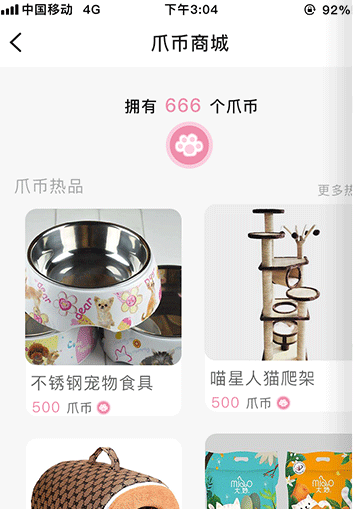 中国移动 4G 下午3:04 92%
爪币商城
拥有 666 个爪币
爪币热品 更多热
不锈钢宠物食具 喵星人猫爬架
500 爪币 500 爪币